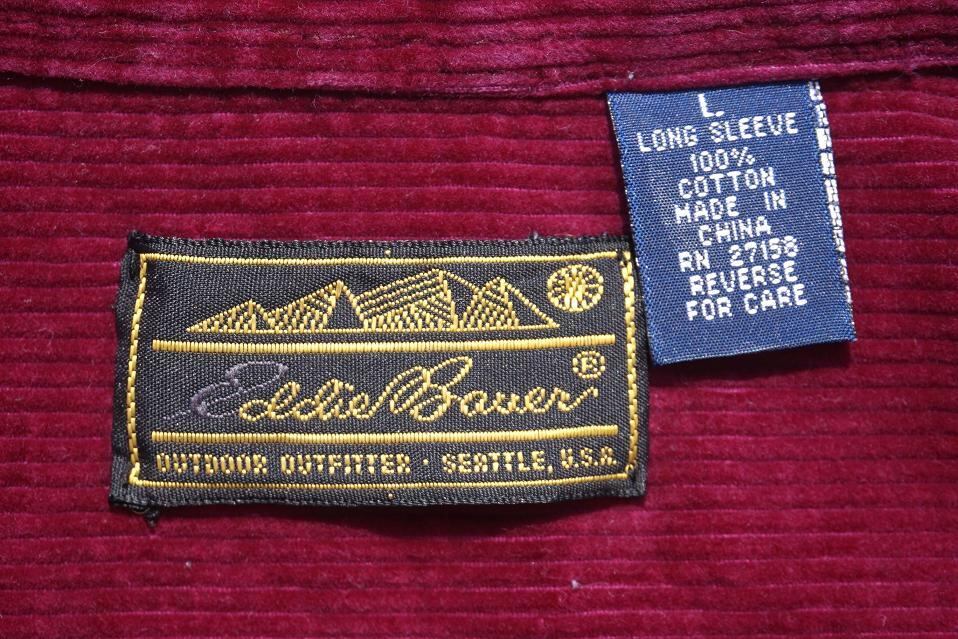 L
LONG SLEEVE
100%
COTTON
MADE IN
CHINA
RN 27158
REVERSE
FOR CARE
Eddie Bauer®
OUTDOOR OUTFITTER · SEATTLE, U.S.A.